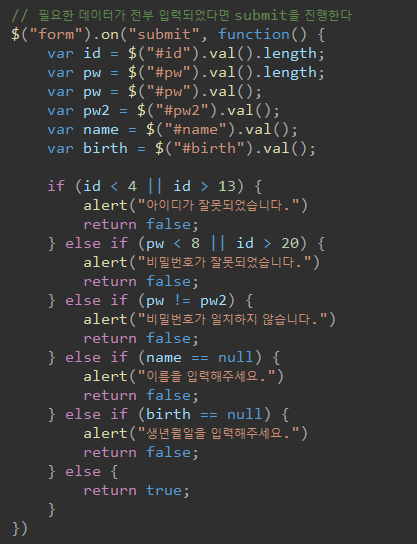 // 필요한 데이터가 전부 입력되었다면 submit을 진행한다
$("form").on("submit", function() {
    var id = $("#id").val().length;
    var pw = $("#pw").val().length;
    var pw = $("#pw").val();
    var pw2 = $("#pw2").val();
    var name = $("#name").val();
    var birth = $("#birth").val();

    if (id < 4 || id > 13) {
        alert("아이디가 잘못되었습니다.")
        return false;
    } else if (pw < 8 || id > 20) {
        alert("비밀번호가 잘못되었습니다.")
        return false;
    } else if (pw != pw2) {
        alert("비밀번호가 일치하지 않습니다.")
        return false;
    } else if (name == null) {
        alert("이름을 입력해주세요.")
        return false;
    } else if (birth == null) {
        alert("생년월일을 입력해주세요.")
        return false;
    } else {
        return true;
    }
})